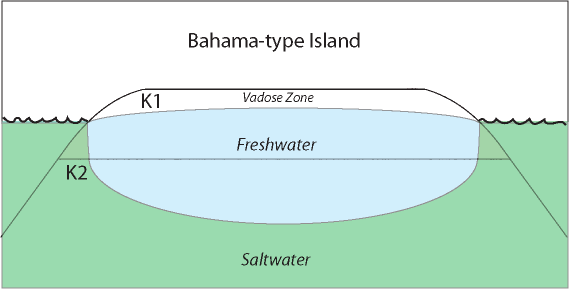 Bahama-type Island
K1
Vadose Zone
Freshwater
K2
Saltwater